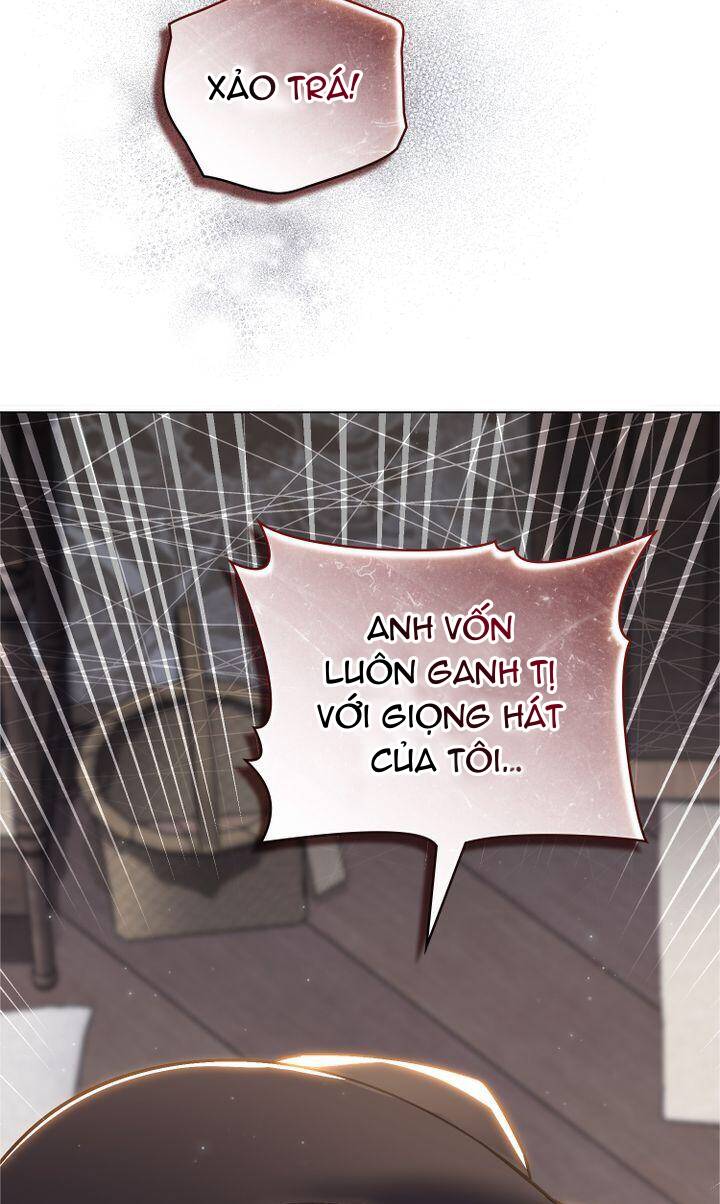 XẢO TRÁ!
ANH VỐN
LUÔN GANH TỊ
VỚI GIỌNG HÁT
CỦA TÔI...